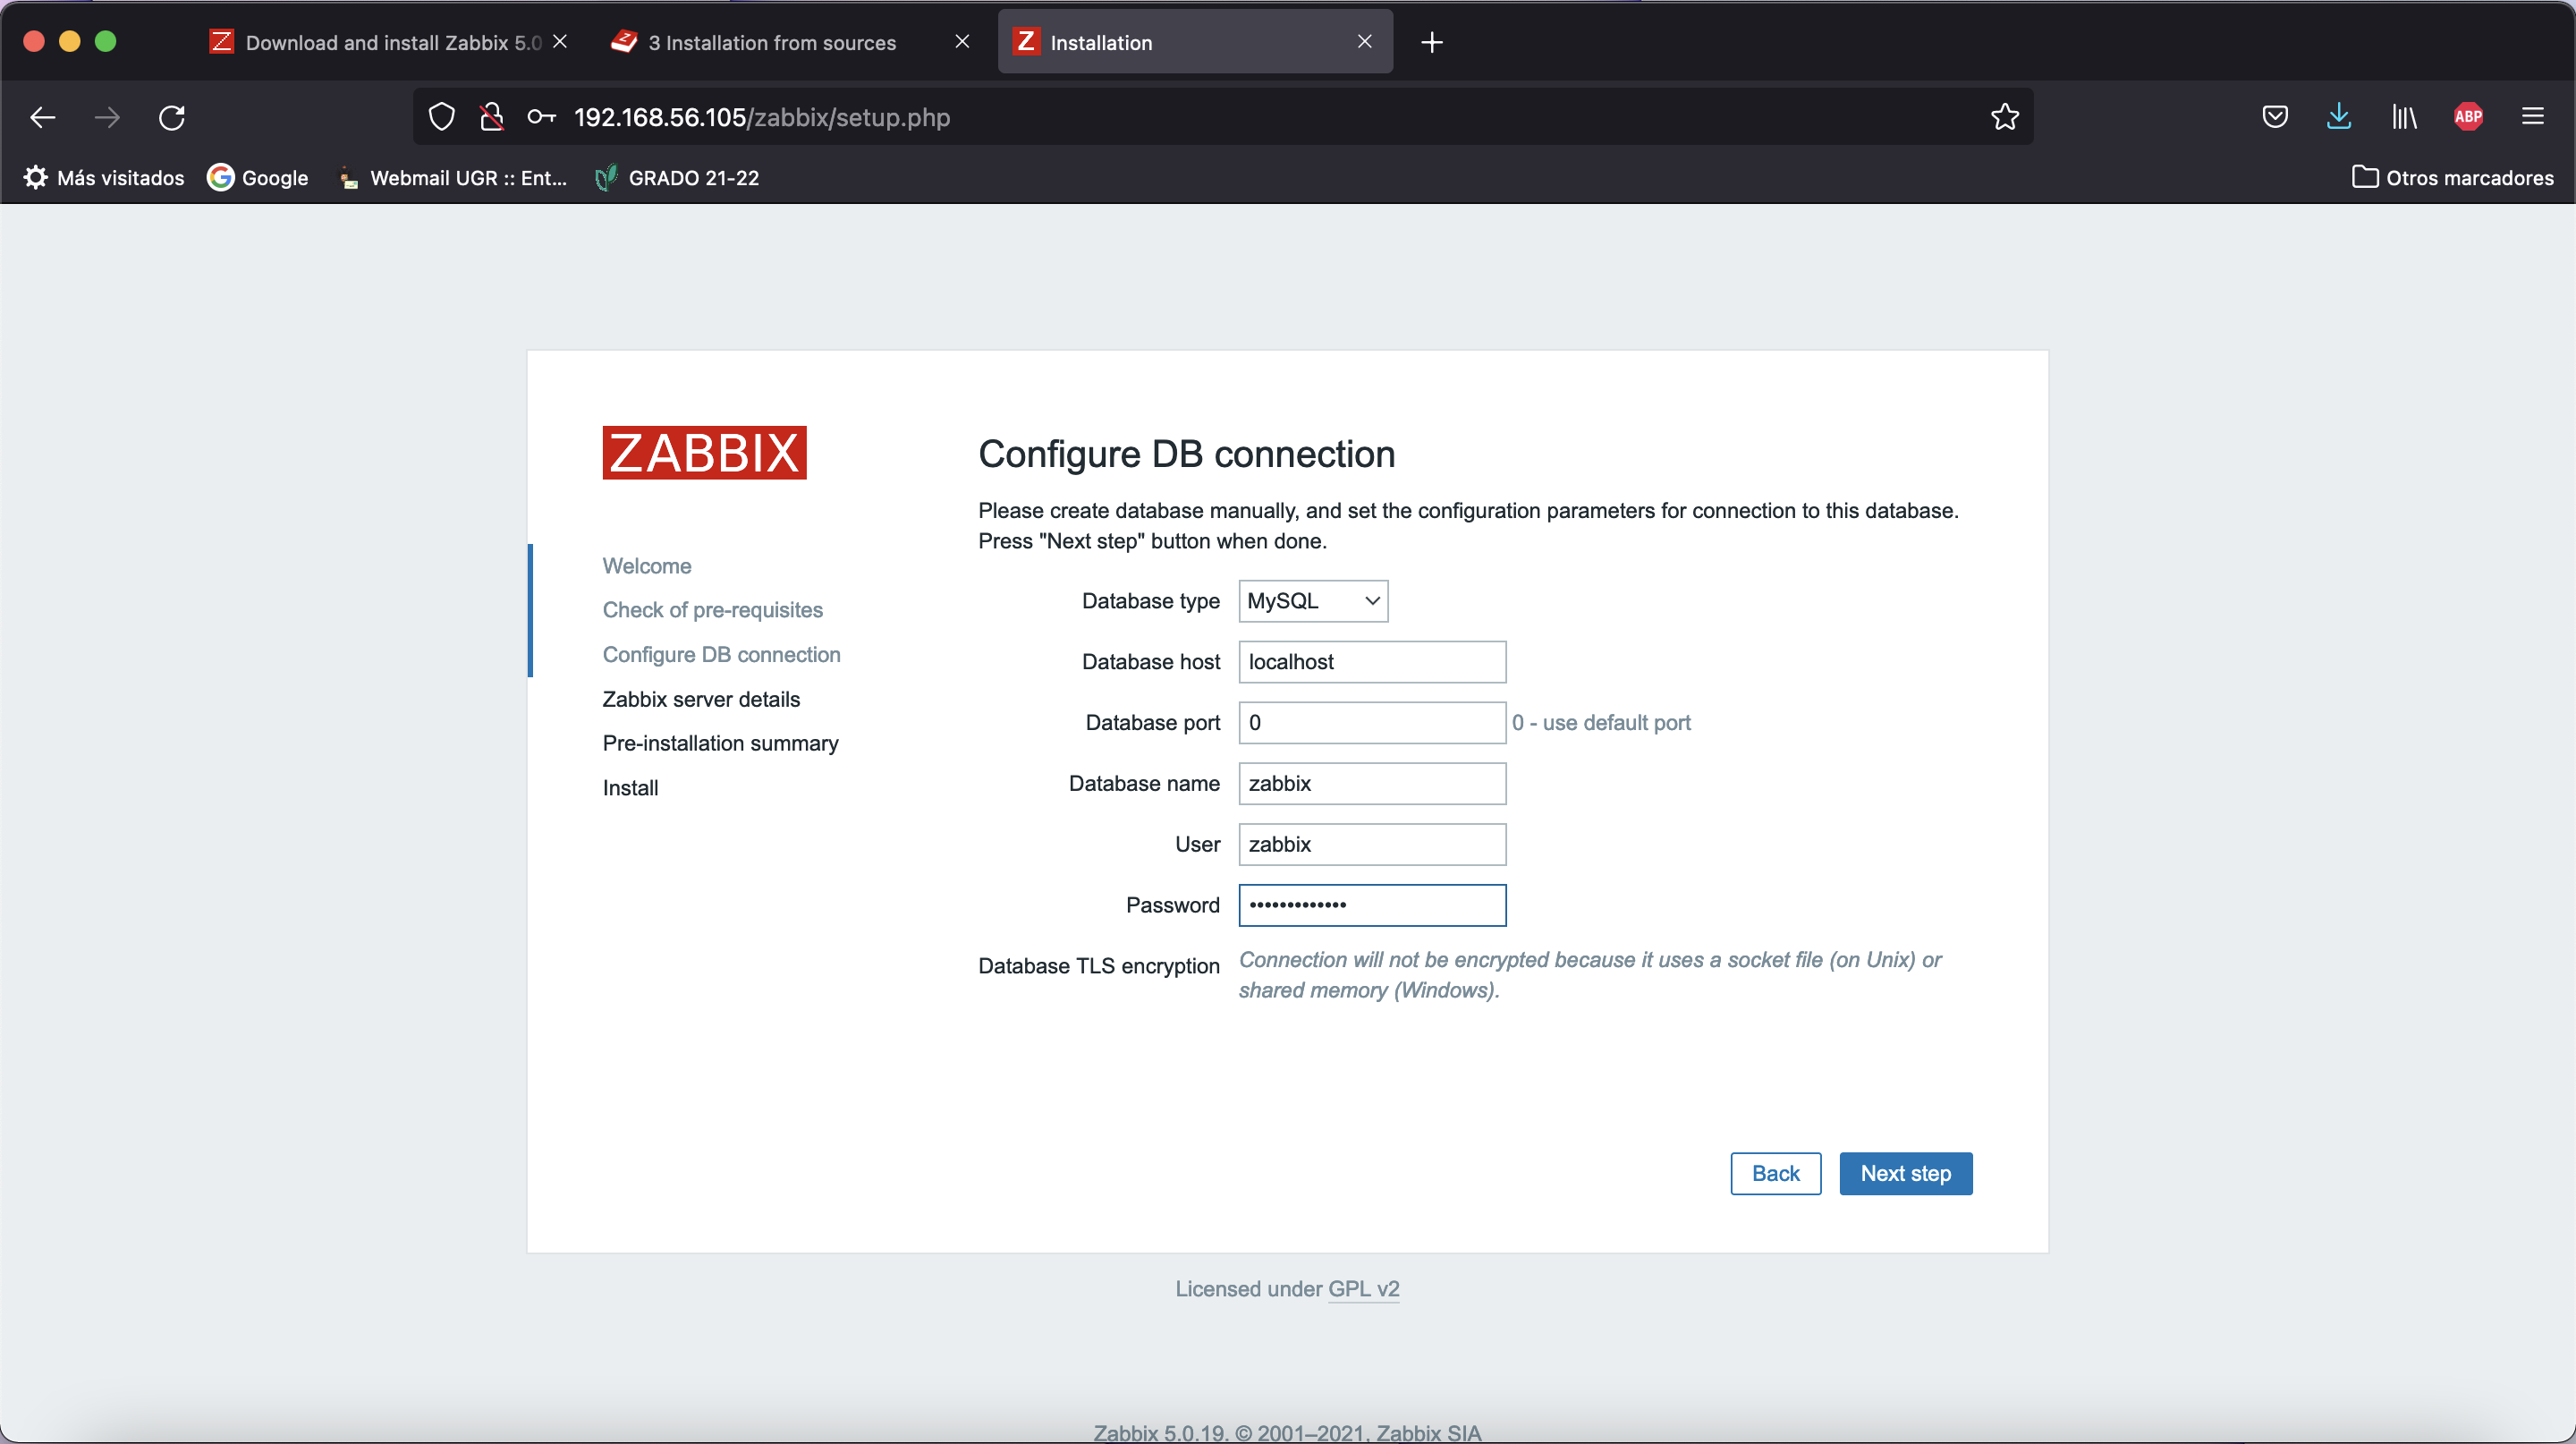 Download and install Zabbix 5.0
3 Installation from sources
Z Installation
192.168.56.105/zabbix/setup.php
ABP
Más visitados
Google
Webmail UGR :: Ent...
GRADO 21-22
Otros marcadores
ZABBIX
Welcome
Check of pre-requisites
Configure DB connection
Zabbix server details
Pre-installation summary
Install
Configure DB connection
Please create database manually, and set the configuration parameters for connection to this database.
Press "Next step" button when done.
Database type MySQL
Database host localhost
Database port 0 0 - use default port
Database name zabbix
User zabbix
Password •••••••••••••
Database TLS encryption Connection will not be encrypted because it uses a socket file (on Unix) or
shared memory (Windows).
Back Next step
Licensed under GPL v2
Zabbix 5.0.19. © 2001–2021, Zabbix SIA